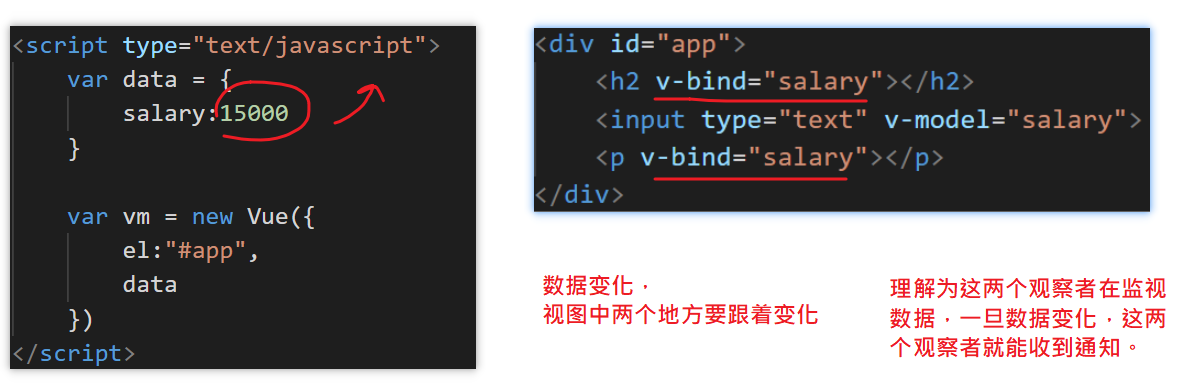 <script type="text/javascript">
var data = {
salary:15000
}
var vm = new Vue({
el:"#app",
data
})
</script>
<div id="app">
<h2 v-bind="salary"></h2>
<input type="text" v-model="salary">
<p v-bind="salary"></p>
</div>
数据变化，
视图中两个地方要跟着变化
理解为这两个观察者在监视
数据，一旦数据变化，这两
个观察者就能收到通知。